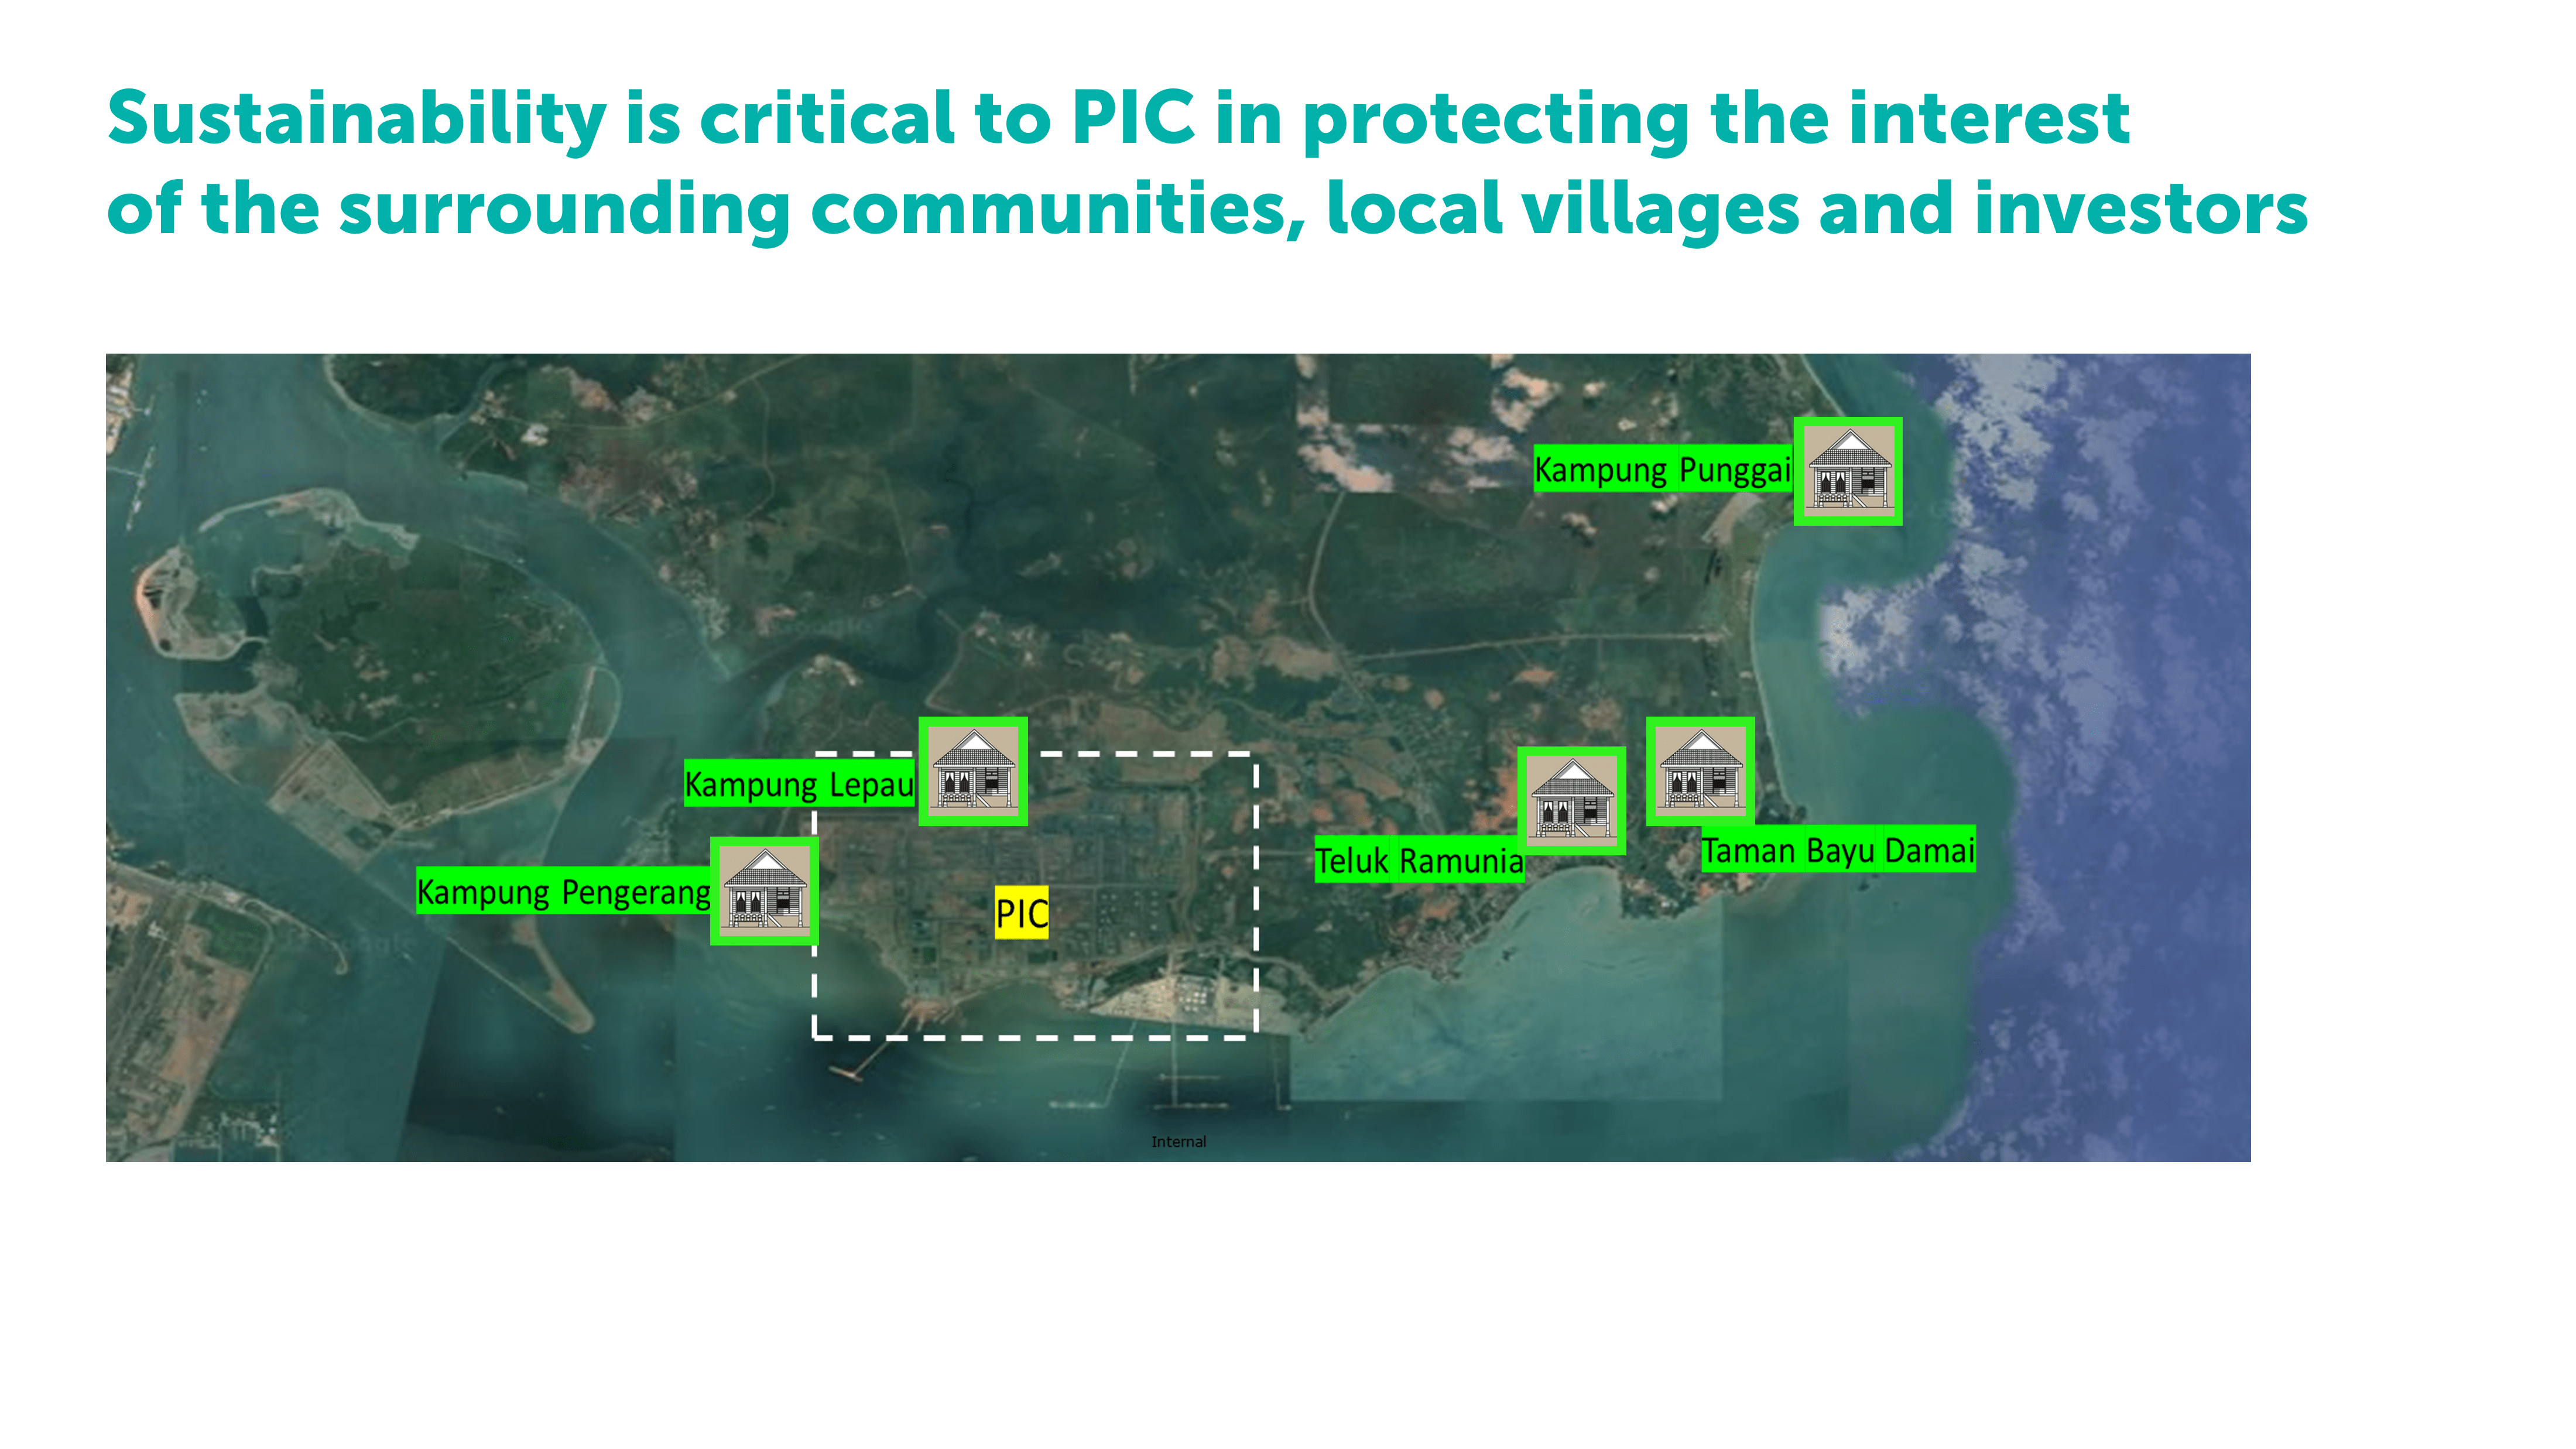 Sustainability is critical to PIC in protecting the interest
of the surrounding communities, local villages and investors
Kampung Punggai
Kampung Lepau
Kampung Pengerang
PIC
Teluk Ramunia
Taman Bayu Damai
Internal